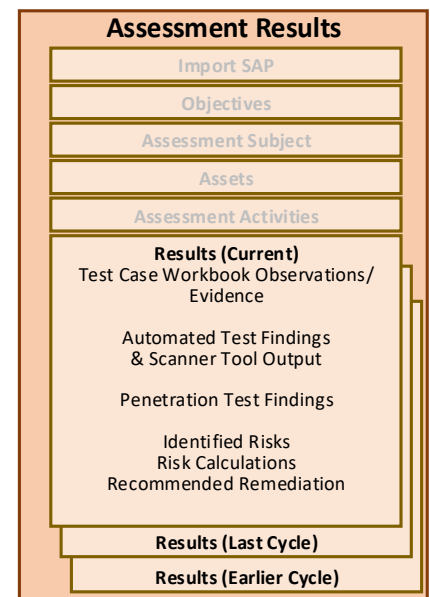 Assessment Results
Import SAP
Objectives
Assessment Subject
Assets
Assessment Activities
Results (Current)
Test Case Workbook Observations/
Evidence
Automated Test Findings
& Scanner Tool Output
Penetration Test Findings
Identified Risks
Risk Calculations
Recommended Remediation
Results (Last Cycle)
Results (Earlier Cycle)